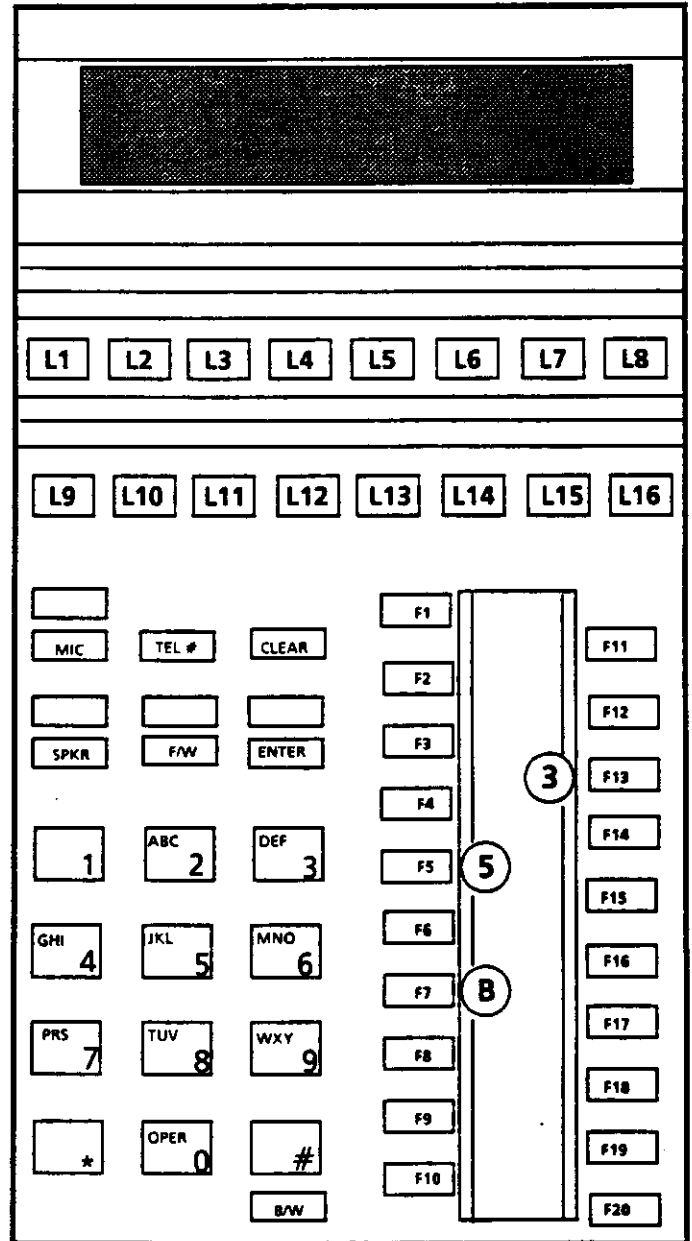 L1 L2 L3 L4 L5 L6 L7 L8
L9 L10 L11 L12 L13 L14 L15 L16
MIC TEL # CLEAR
SPKR F/W ENTER
1 ABC 2 DEF 3
GHI 4 JKL 5 MNO 6
PRS 7 TUV 8 WXY 9
* OPER 0 #
B/W
F1
F2
F3
F4
F5
F6
F7
F8
F9
F10
3
5
B
F11
F12
F13
F14
F15
F16
F17
F18
F19
F20